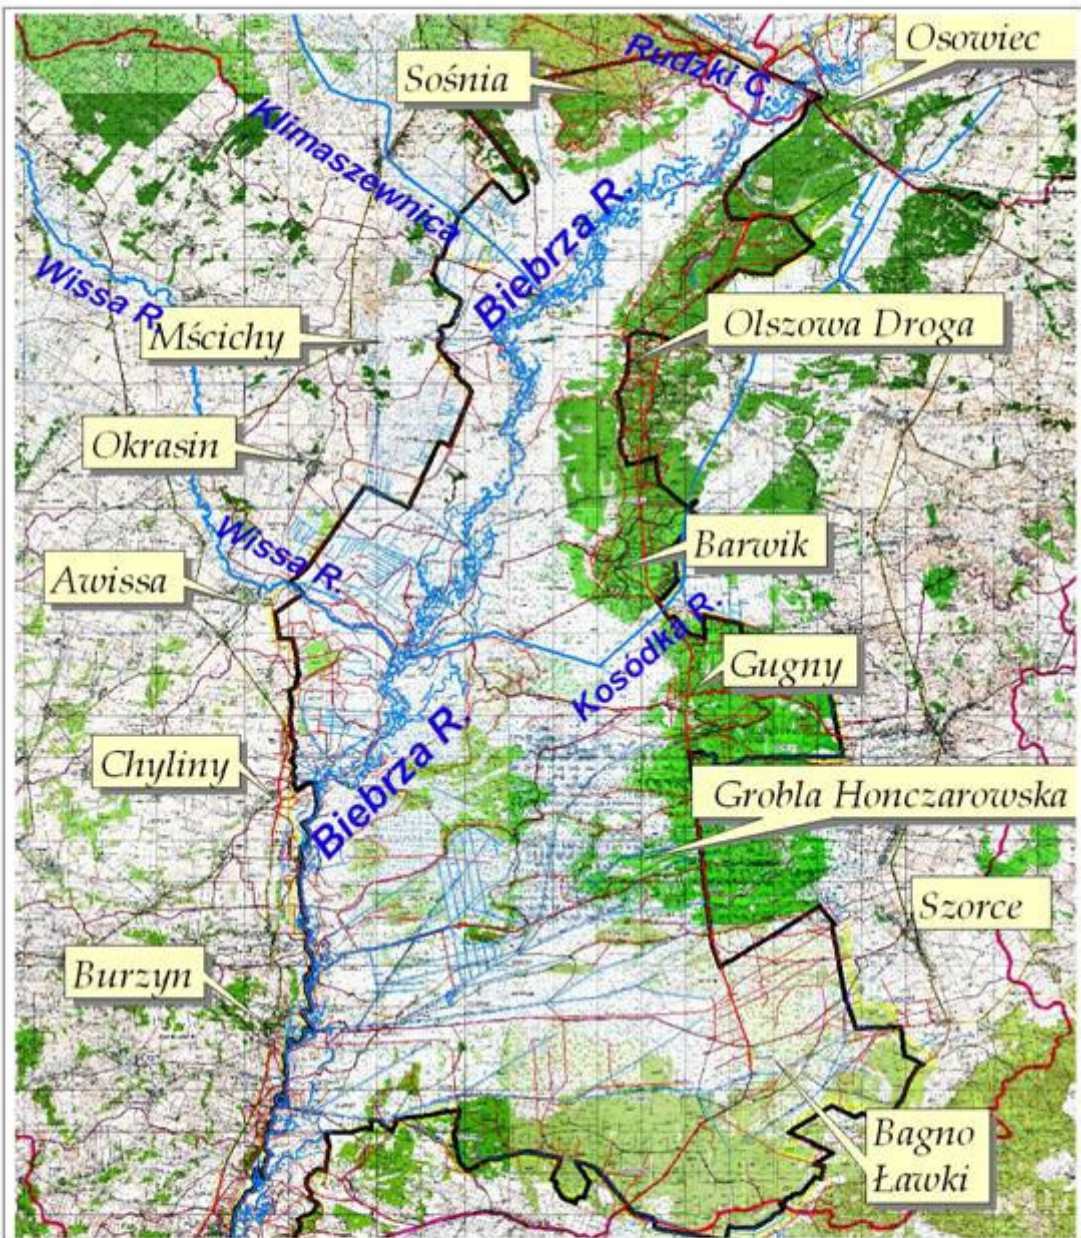 Osowiec
Rudzki C.
Sośnia
Klimaszewnica
Biebrza R.
Wissa R.
Mścichy
Olszowa Droga
Okrasin
Wissa R.
Barwik
Awissa
Kosódka R.
Gugny
Biebrza R.
Chyliny
Grobla Honczarowska
Szorce
Burzyn
Bagno
Ławki